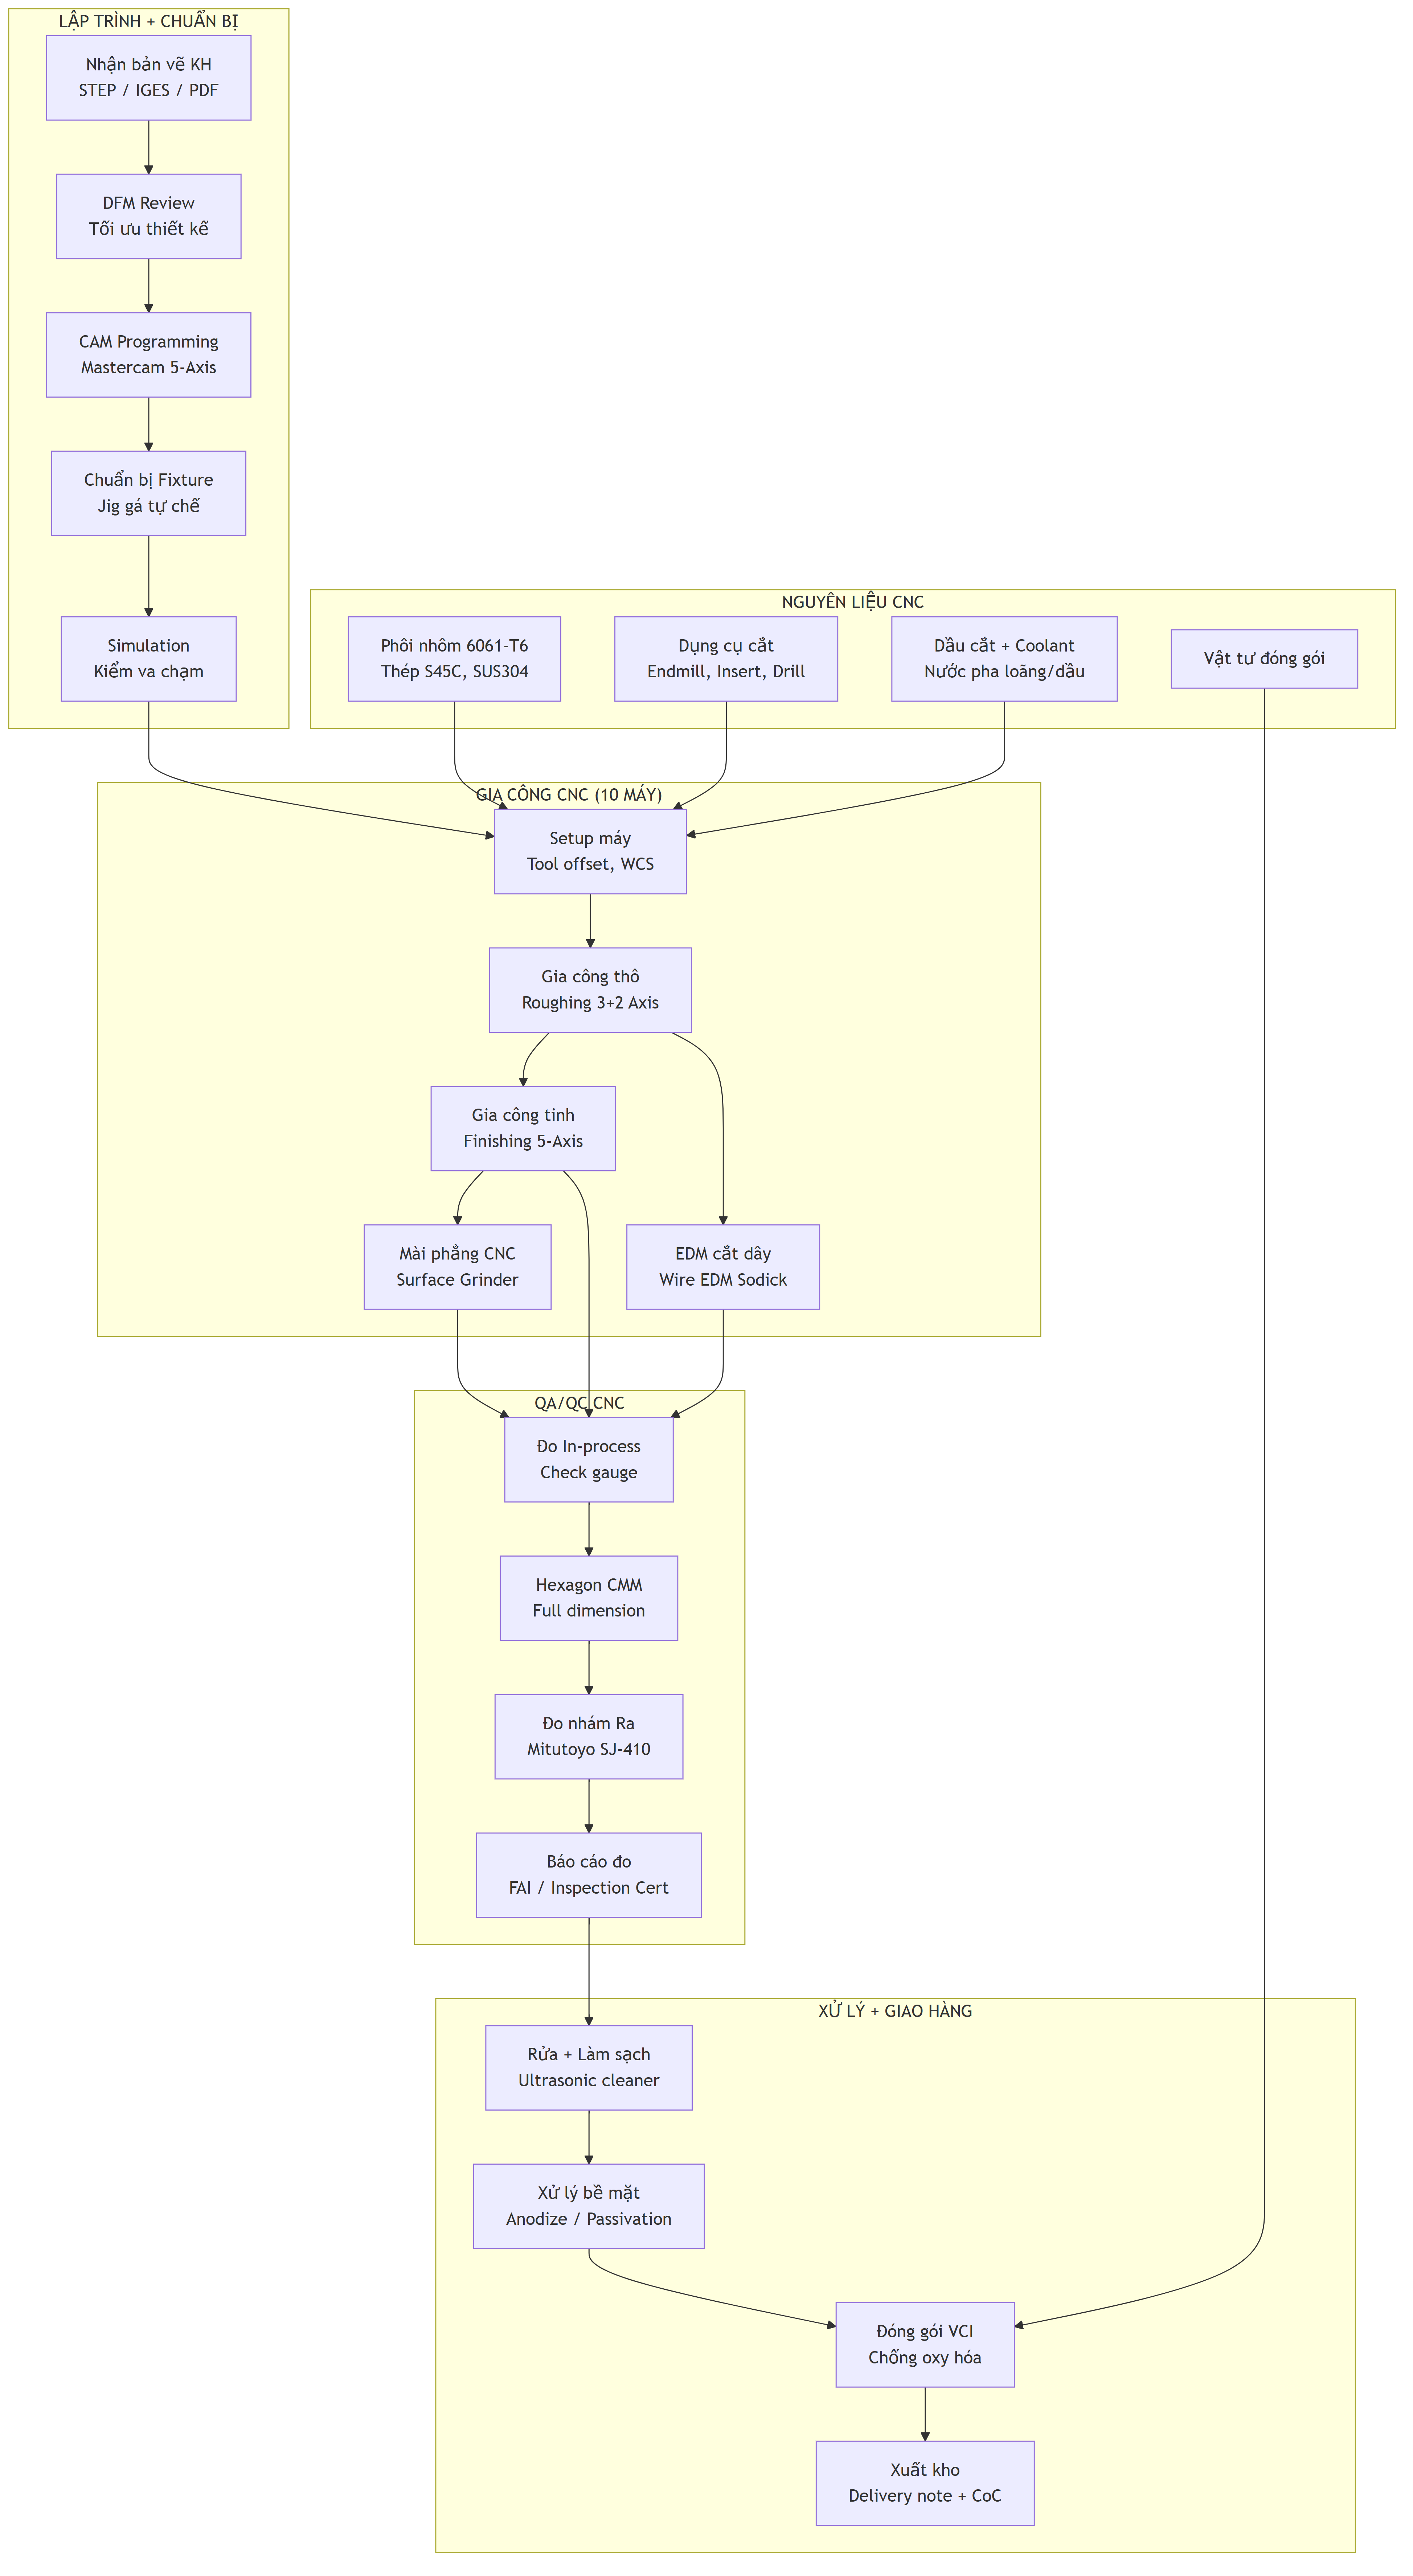 LẬP TRÌNH + CHUẨN BỊ
Nhận bản vẽ KH
STEP / IGES / PDF
DFM Review
Tối ưu thiết kế
CAM Programming
Mastercam 5-Axis
Chuẩn bị Fixture
Jig gá tự chế
Simulation
Kiểm va chạm
NGUYÊN LIỆU CNC
Phôi nhôm 6061-T6
Thép S45C, SUS304
Dụng cụ cắt
Endmill, Insert, Drill
Dầu cắt + Coolant
Nước pha loãng/dầu
Vật tư đóng gói
GIA CÔNG CNC (10 MÁY)
Setup máy
Tool offset, WCS
Gia công thô
Roughing 3+2 Axis
Gia công tinh
Finishing 5-Axis
Mài phẳng CNC
Surface Grinder
EDM cắt dây
Wire EDM Sodick
QA/QC CNC
Đo In-process
Check gauge
Hexagon CMM
Full dimension
Đo nhám Ra
Mitutoyo SJ-410
Báo cáo đo
FAI / Inspection Cert
XỬ LÝ + GIAO HÀNG
Rửa + Làm sạch
Ultrasonic cleaner
Xử lý bề mặt
Anodize / Passivation
Đóng gói VCI
Chống oxy hóa
Xuất kho
Delivery note + CoC